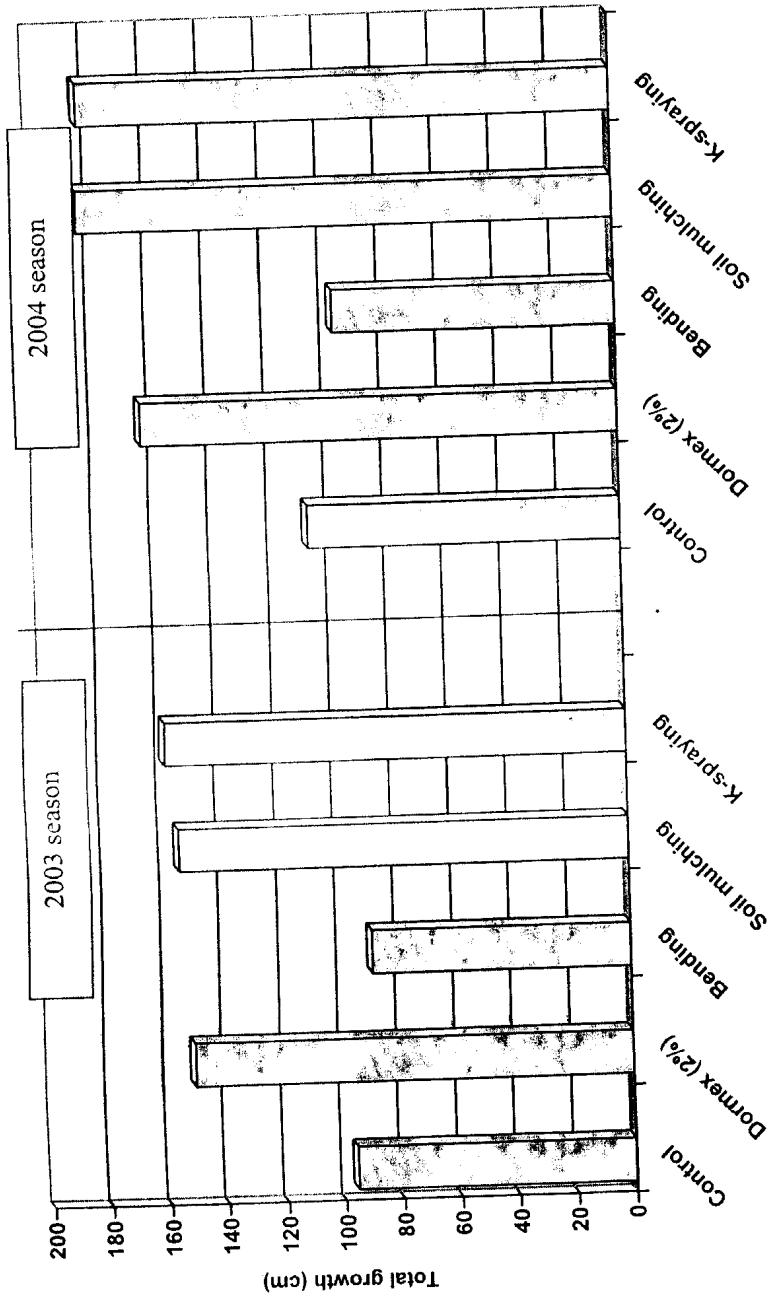 2003 season
2004 season
Total growth (cm)
200
180
160
140
120
100
80
60
40
20
0
Control
Dormex (2%)
Bending
Soil mulching
K-spraying
Control
Dormex (2%)
Bending
Soil mulching
K-spraying